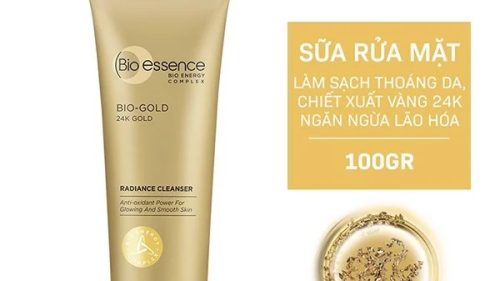 Bio essence
BIO ENERGY
COMPLEX
BIO-GOLD
24K GOLD
RADIANCE CLEANSER
Anti-oxidant Power For
Glowing And Smooth Skin
SỮA RỬA MẶT
LÀM SẠCH THOÁNG DA,
CHIẾT XUẤT VÀNG 24K
NGĂN NGỪA LÃO HÓA
100GR